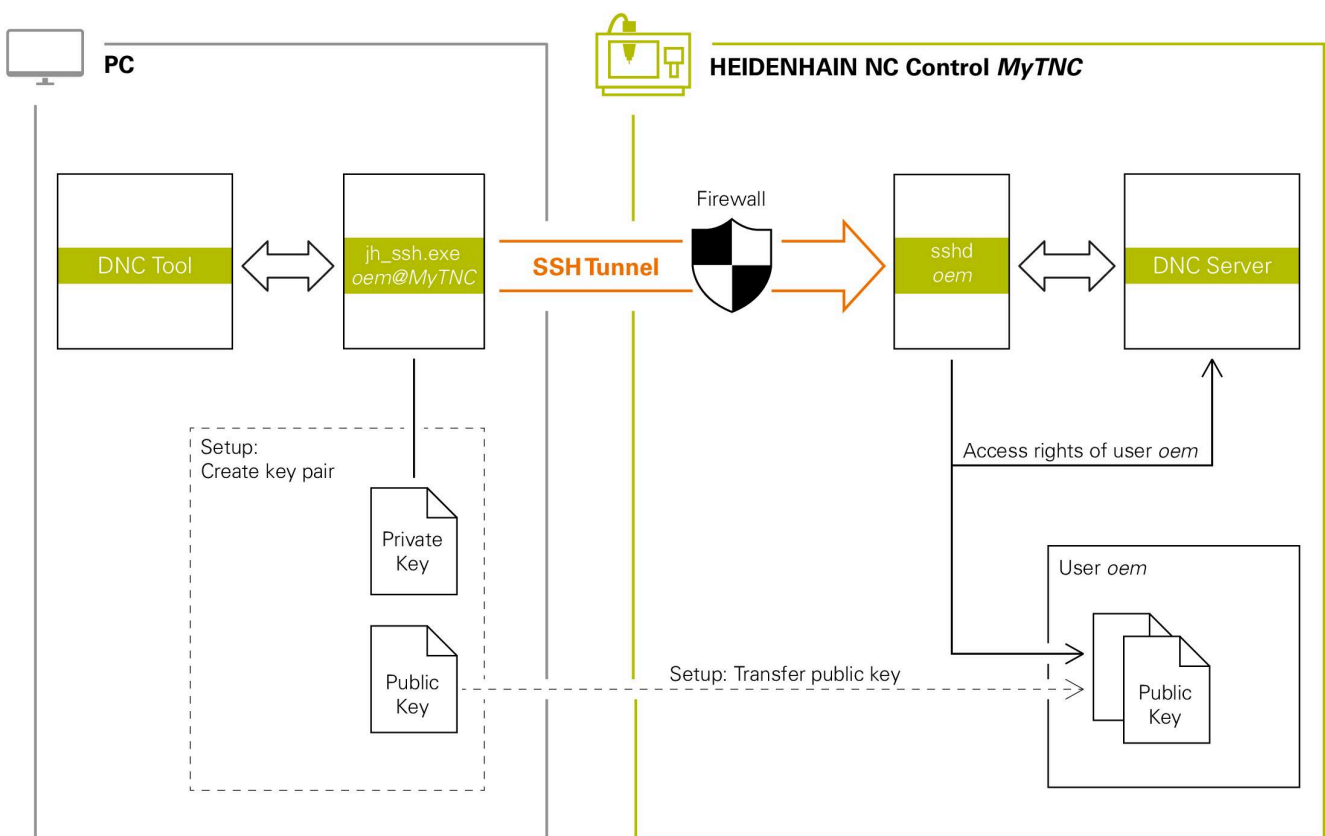 PC
HEIDENHAIN NC Control MyTNC
DNC Tool
jh_ssh.exe
oem@MyTNC
SSH Tunnel
Firewall
sshd
oem
DNC Server
Setup:
Create key pair
Private
Key
Public
Key
Access rights of user oem
Setup: Transfer public key
User oem
Public
Key